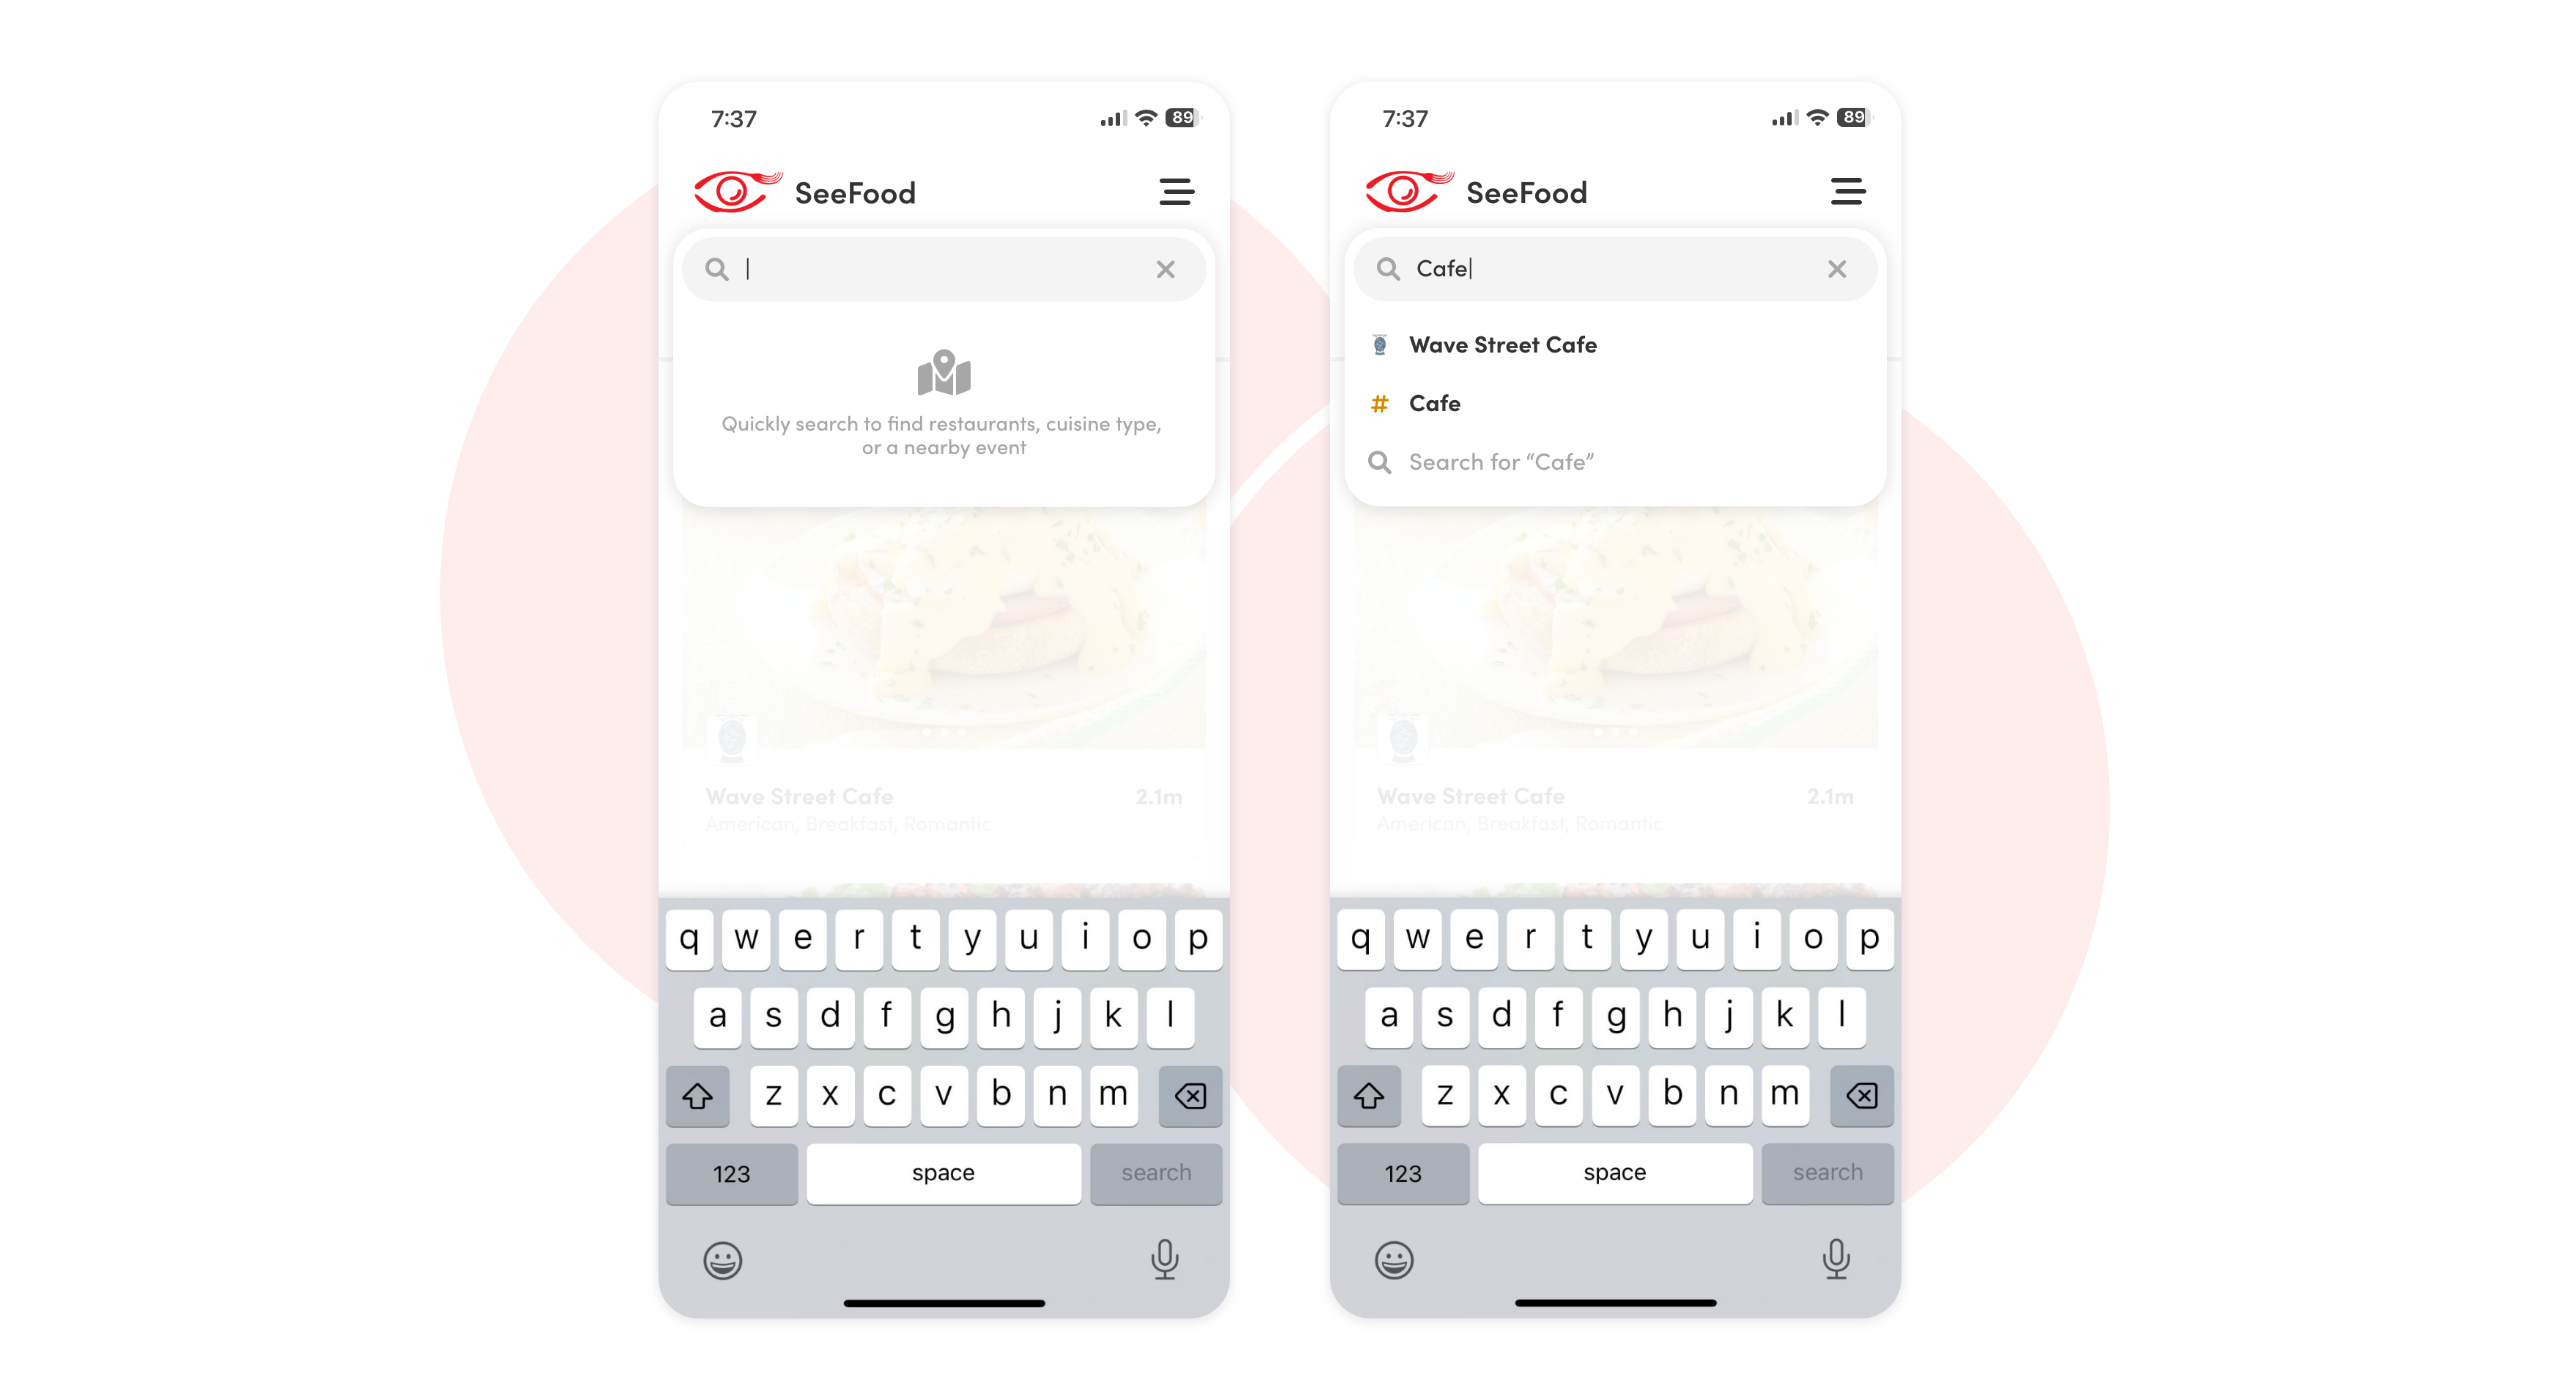 7:37
89
SeeFood
Quickly search to find restaurants, cuisine type,
or a nearby event
Wave Street Cafe
2.1m
American, Breakfast, Romantic
q w e r t y u i o p
a s d f g h j k l
z x c v b n m
123
space
search
7:37
89
SeeFood
Cafe
Wave Street Cafe
# Cafe
Search for “Cafe”
Wave Street Cafe
2.1m
American, Breakfast, Romantic
q w e r t y u i o p
a s d f g h j k l
z x c v b n m
123
space
search